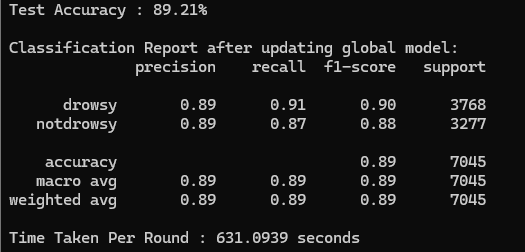 Test Accuracy : 89.21%
Classification Report after updating global model:
precision recall f1-score support
drowsy 0.89 0.91 0.90 3768
notdrowsy 0.89 0.87 0.88 3277
accuracy 0.89 7045
macro avg 0.89 0.89 0.89 7045
weighted avg 0.89 0.89 0.89 7045
Time Taken Per Round : 631.0939 seconds